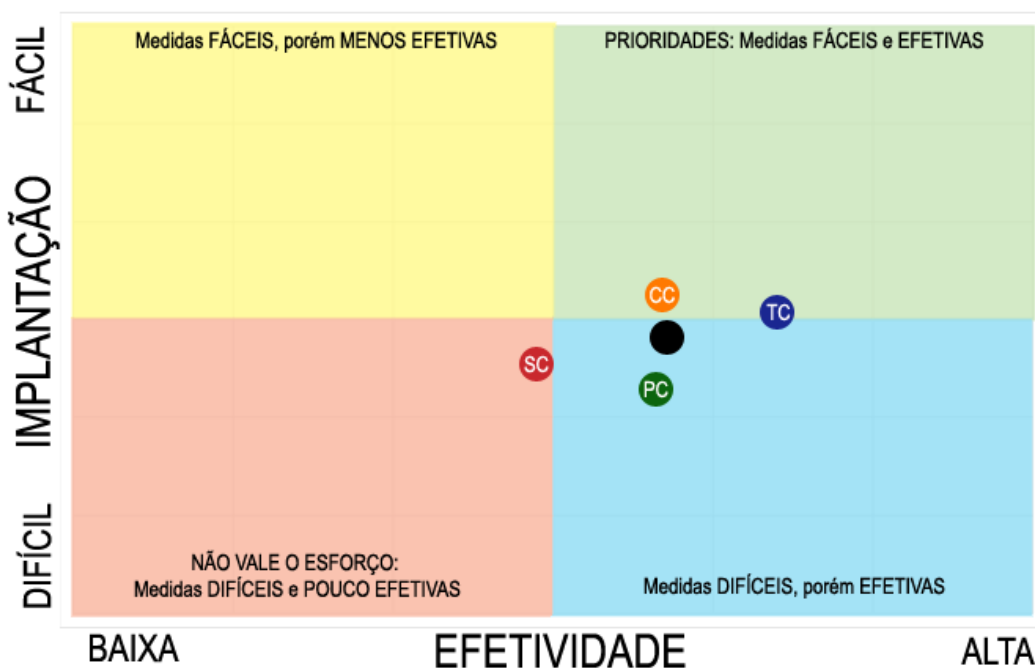 Medidas FÁCEIS, porém MENOS EFETIVAS
PRIORIDADES: Medidas FÁCEIS e EFETIVAS
FÁCIL
IMPLANTAÇÃO
DIFÍCIL
CC
TC
SC
PC
NÃO VALE O ESFORÇO:
Medidas DIFÍCEIS e POUCO EFETIVAS
Medidas DIFÍCEIS, porém EFETIVAS
BAIXA
EFETIVIDADE
ALTA